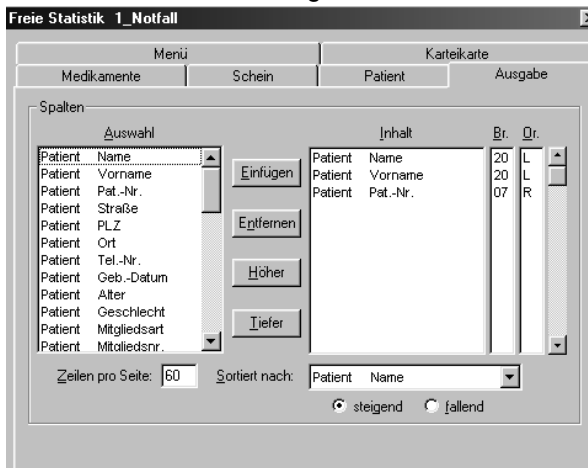 Freie Statistik 1_Notfall
Menü
Karteikarte
Medikamente
Schein
Patient
Ausgabe
Spalten
Auswahl
Inhalt
Br.
Or.
Patient Name
Patient Vorname
Patient Pat.-Nr.
Patient Straße
Patient PLZ
Patient Ort
Patient Tel.-Nr.
Patient Geb.-Datum
Patient Alter
Patient Geschlecht
Patient Mitgliedsart
Patient Mitgliedsnr.
Einfügen
Entfernen
Höher
Tiefer
Patient Name 20 L
Patient Vorname 20 L
Patient Pat.-Nr. 07 R
Zeilen pro Seite: 60
Sortiert nach: Patient Name
steigend
fallend